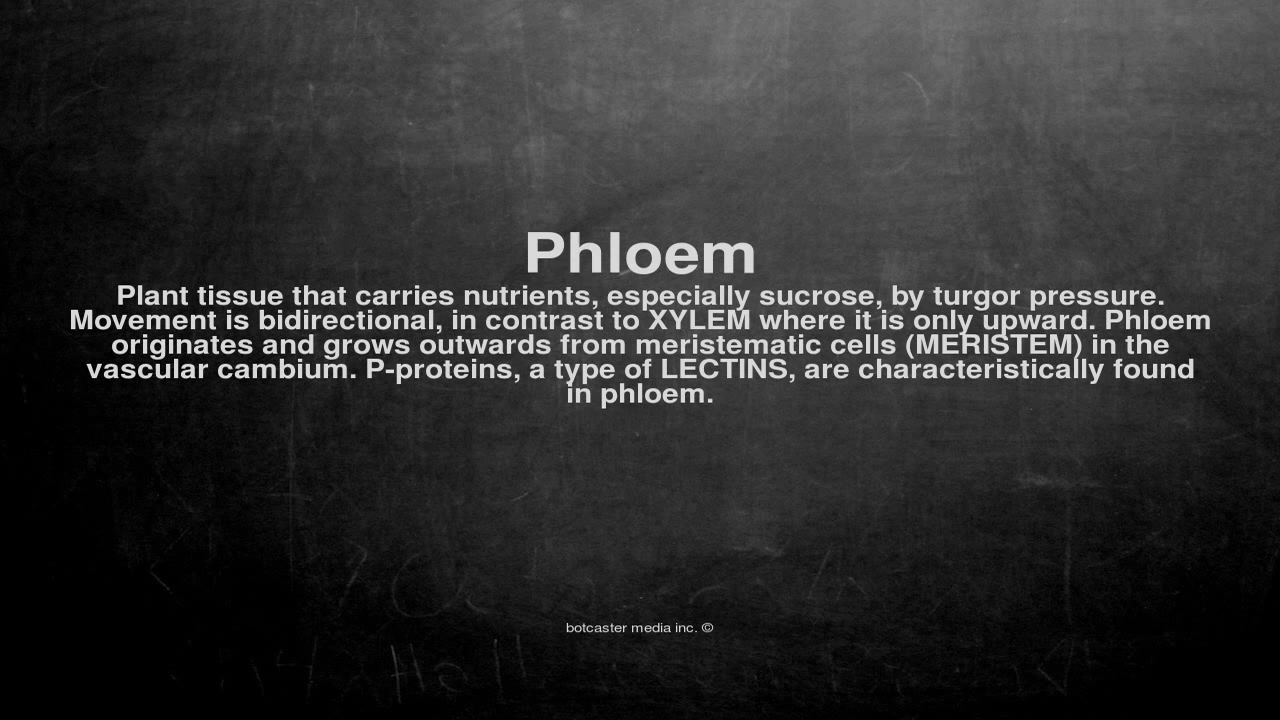 Phloem
Plant tissue that carries nutrients, especially sucrose, by turgor pressure.
Movement is bidirectional, in contrast to XYLEM where it is only upward. Phloem
originates and grows outwards from meristematic cells (MERISTEM) in the
vascular cambium. P-proteins, a type of LECTINS, are characteristically found
in phloem.
botcaster media inc. ©